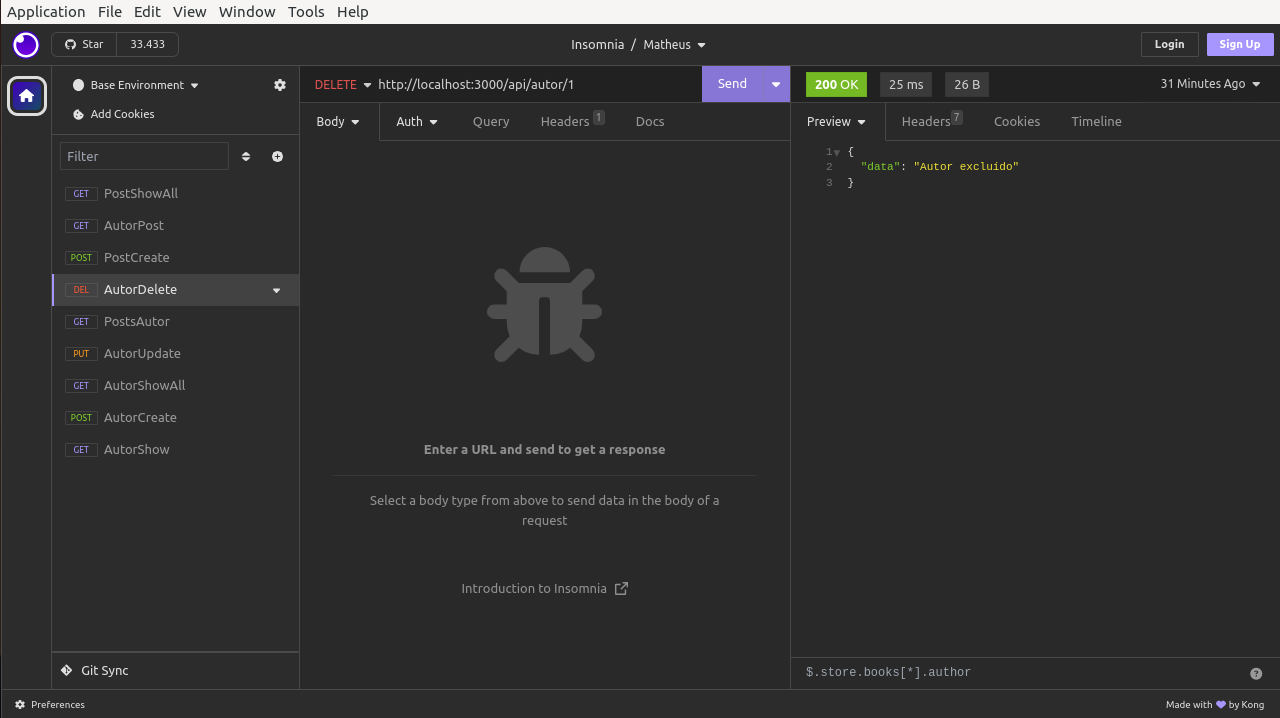 Application File Edit View Window Tools Help
Star 33.433
Insomnia / Matheus
Login Sign Up
Base Environment
Add Cookies
Filter
GET PostShowAll
GET AutorPost
POST PostCreate
DEL AutorDelete
GET PostsAutor
PUT AutorUpdate
GET AutorShowAll
POST AutorCreate
GET AutorShow
Git Sync
DELETE http://localhost:3000/api/autor/1 Send
Body Auth Query Headers 1 Docs
Enter a URL and send to get a response
Select a body type from above to send data in the body of a
request
Introduction to Insomnia
200 OK 25 ms 26 B 31 Minutes Ago
Preview Headers 7 Cookies Timeline
1 {
2 "data": "Autor excluído"
3 }
$.store.books[*].author
Preferences
Made with 💜 by Kong